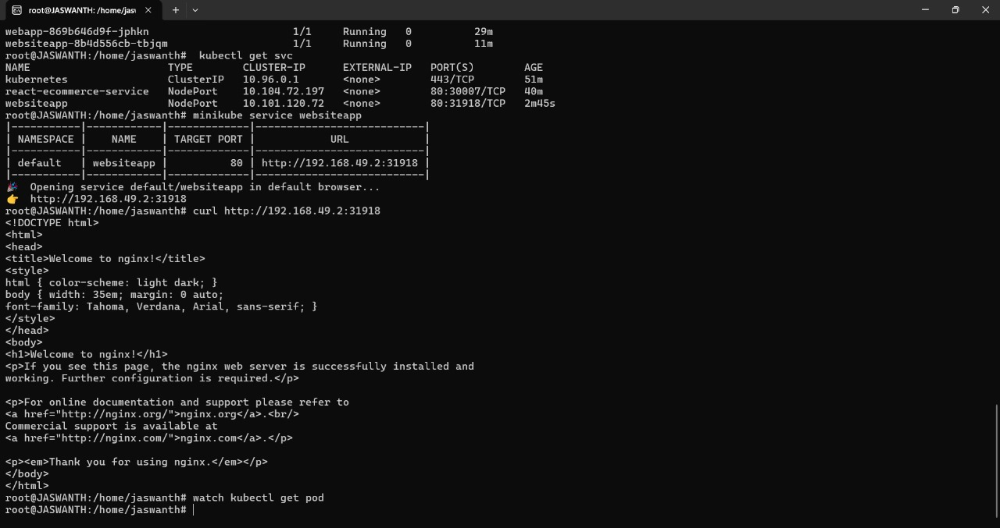 root@JASWANTH: /home/jas
webapp-869b646d9f-jphkn 1/1 Running 0 29m
websiteapp-8b4d556cb-tbjqm 1/1 Running 0 11m
root@JASWANTH:/home/jaswanth#  kubectl get svc
NAME TYPE CLUSTER-IP EXTERNAL-IP PORT(S) AGE
kubernetes ClusterIP 10.96.0.1 <none> 443/TCP 51m
react-ecommerce-service NodePort 10.104.72.197 <none> 80:30007/TCP 40m
websiteapp NodePort 10.101.120.72 <none> 80:31918/TCP 2m45s
root@JASWANTH:/home/jaswanth# minikube service websiteapp
|-----------|------------|-------------|---------------------------|
| NAMESPACE | NAME | TARGET PORT | URL |
|-----------|------------|-------------|---------------------------|
| default | websiteapp | 80 | http://192.168.49.2:31918 |
|-----------|------------|-------------|---------------------------|
🎉 Opening service default/websiteapp in default browser...
👉 http://192.168.49.2:31918
root@JASWANTH:/home/jaswanth# curl http://192.168.49.2:31918
<!DOCTYPE html>
<html>
<head>
<title>Welcome to nginx!</title>
<style>
html { color-scheme: light dark; }
body { width: 35em; margin: 0 auto;
font-family: Tahoma, Verdana, Arial, sans-serif; }
</style>
</head>
<body>
<h1>Welcome to nginx!</h1>
<p>If you see this page, the nginx web server is successfully installed and
working. Further configuration is required.</p>

<p>For online documentation and support please refer to
<a href="http://nginx.org/">nginx.org</a>.<br/>
Commercial support is available at
<a href="http://nginx.com/">nginx.com</a>.</p>

<p><em>Thank you for using nginx.</em></p>
</body>
</html>
root@JASWANTH:/home/jaswanth# watch kubectl get pod
root@JASWANTH:/home/jaswanth#